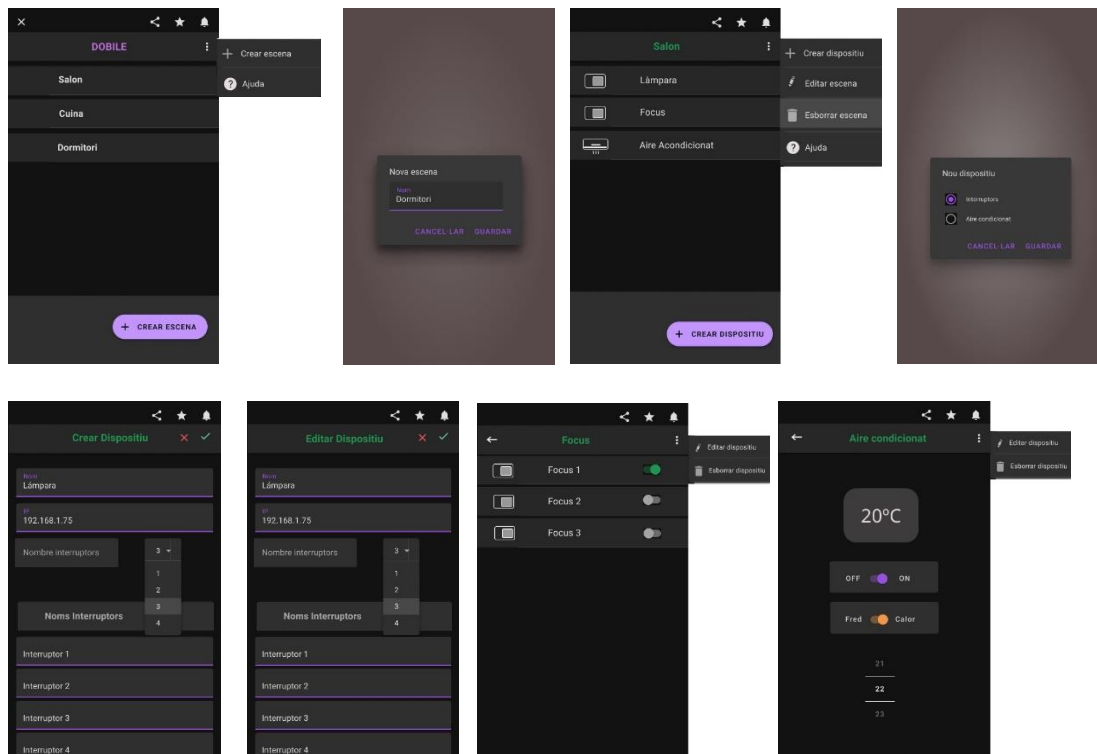 DOBILE
Salon
Cuina
Dormitori
+ CREAR ESCENA
+ Crear escena
? Ajuda
Nova escena
Nom
Dormitori
CANCEL·LAR GUARDAR
Salon
Làmpara
Focus
Aire Acondicionat
+ CREAR DISPOSITIU
+ Crear dispositiu
Editar escena
Esborrar escena
? Ajuda
Nou dispositiu
Interruptors
Aire condicionat
CANCEL·LAR GUARDAR
Crear Dispositiu
Nom
Lámpara
IP
192.168.1.75
Nombre interruptors 3
1
2
3
4
Noms Interruptors
Interruptor 1
Interruptor 2
Interruptor 3
Interruptor 4
Editar Dispositiu
Nom
Lámpara
IP
192.168.1.75
Nombre interruptors 3
1
2
3
4
Noms Interruptors
Interruptor 1
Interruptor 2
Interruptor 3
Interruptor 4
Focus
Focus 1
Focus 2
Focus 3
Editar dispositiu
Esborrar dispositiu
Aire condicionat
20ºC
OFF ON
Fred Calor
21
22
23
Editar dispositiu
Esborrar dispositiu